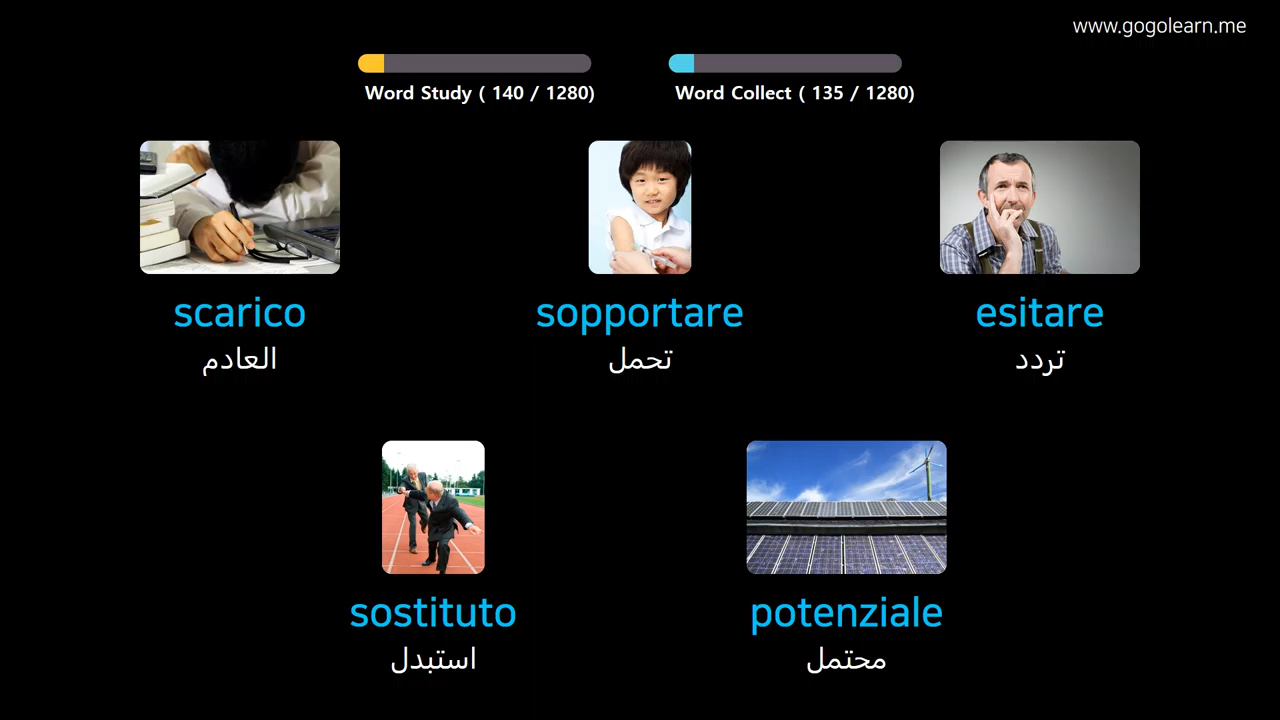 www.gogolearn.me
Word Study ( 140 / 1280)
Word Collect ( 135 / 1280)
scarico
العادم
sopportare
تحمل
esitare
تردد
sostituto
استبدل
potenziale
محتمل